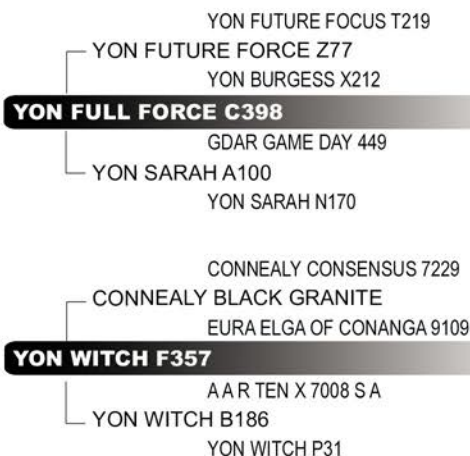 YON FUTURE FOCUS T219
YON FUTURE FORCE Z77
YON BURGESS X212
YON FULL FORCE C398
GDAR GAME DAY 449
YON SARAH A100
YON SARAH N170
CONNEALY CONSENSUS 7229
CONNEALY BLACK GRANITE
EURA ELGA OF CONANGA 9109
YON WITCH F357
A A R TEN X 7008 S A
YON WITCH B186
YON WITCH P31